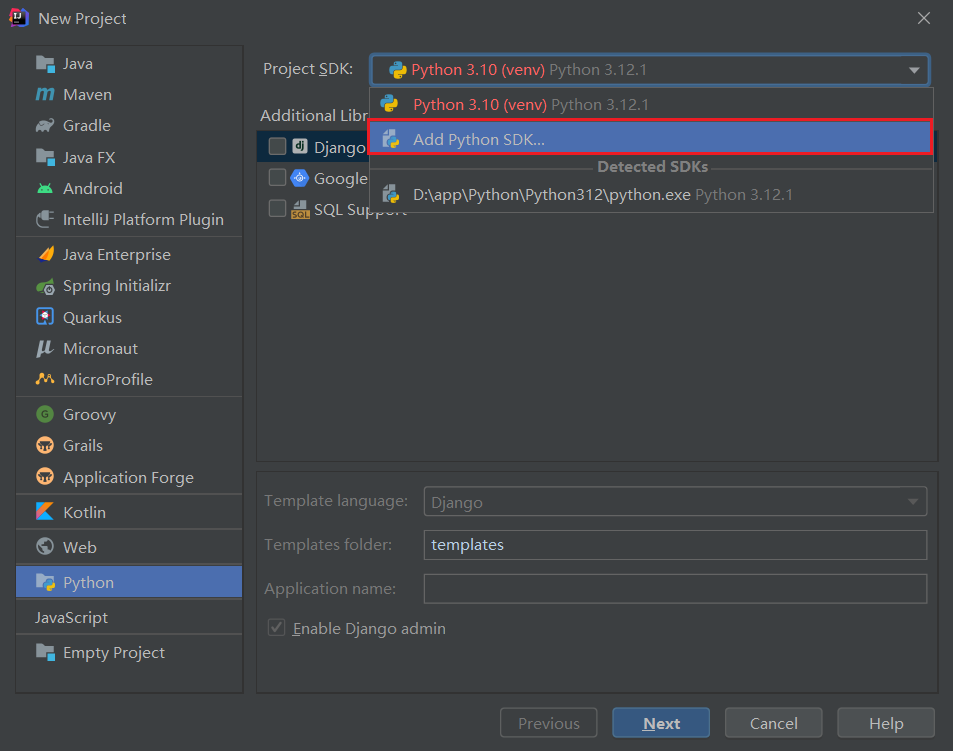 New Project
Java
Maven
Gradle
Java FX
Android
IntelliJ Platform Plugin
Java Enterprise
Spring Initializr
Quarkus
Micronaut
MicroProfile
Groovy
Grails
Application Forge
Kotlin
Web
Python
JavaScript
Empty Project
Project SDK: Python 3.10 (venv) Python 3.12.1
Python 3.10 (venv) Python 3.12.1
Additional Libr
Add Python SDK...
Django
Detected SDKs
Google
D:\app\Python\Python312\python.exe Python 3.12.1
SQL Support
Template language: Django
Templates folder: templates
Application name:
Enable Django admin
Previous Next Cancel Help